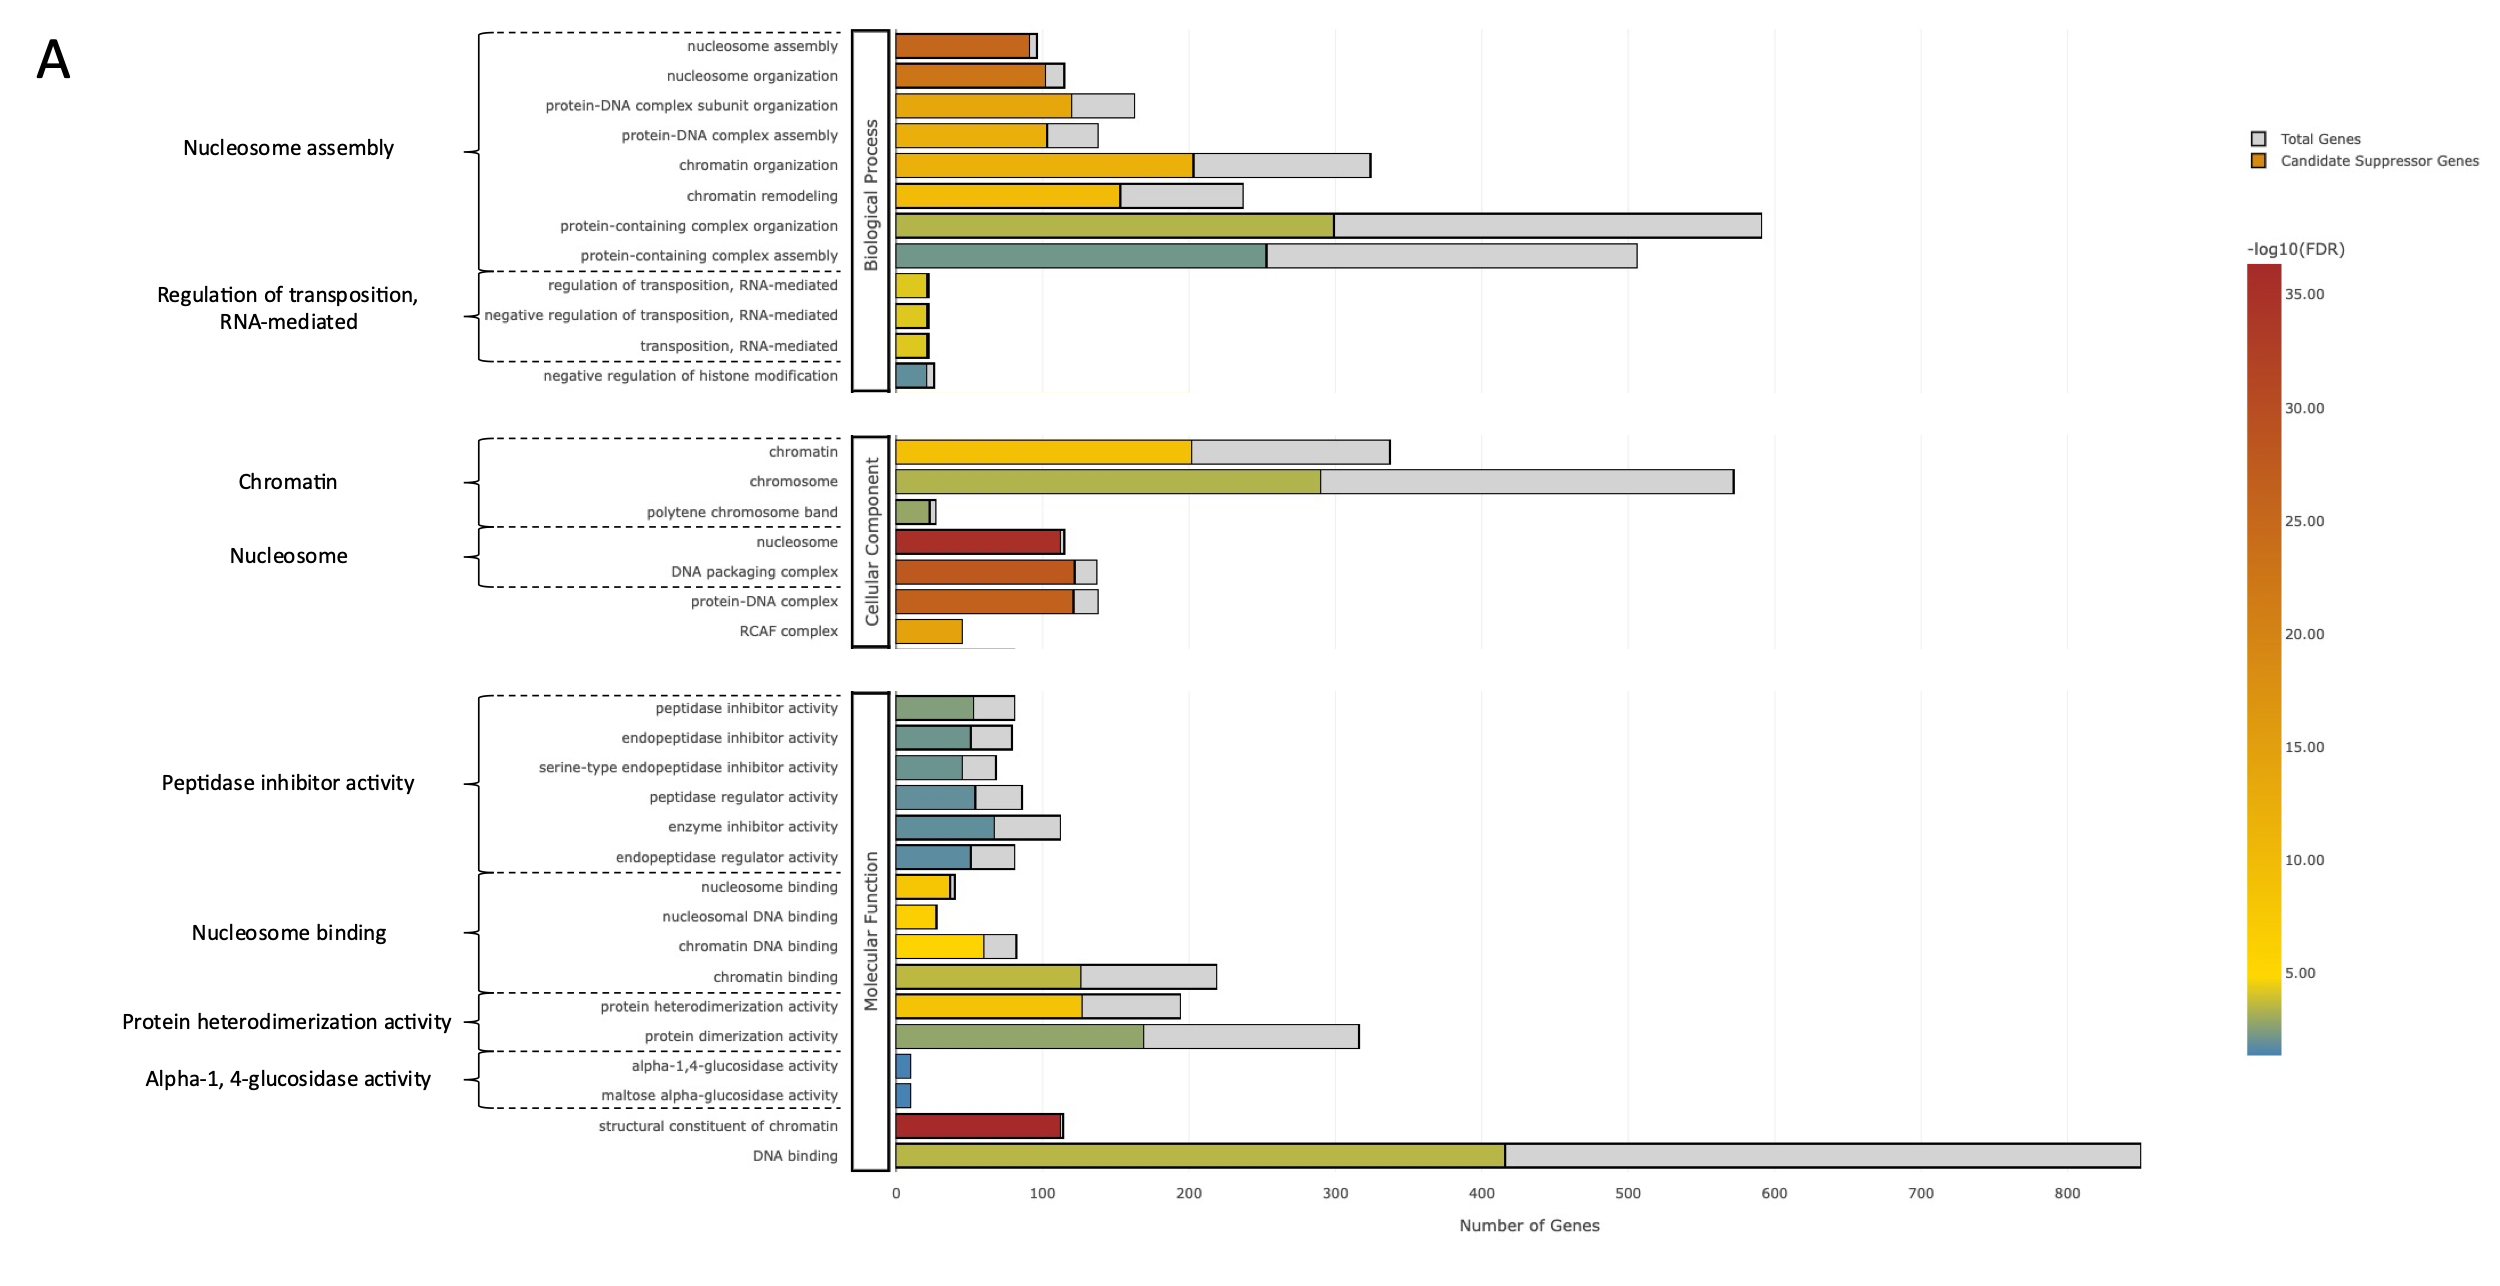 A
Nucleosome assembly
Regulation of transposition,
RNA-mediated
nucleosome assembly
nucleosome organization
protein-DNA complex subunit organization
protein-DNA complex assembly
chromatin organization
chromatin remodeling
protein-containing complex organization
protein-containing complex assembly
regulation of transposition, RNA-mediated
negative regulation of transposition, RNA-mediated
transposition, RNA-mediated
negative regulation of histone modification
Biological Process
Chromatin
Nucleosome
chromatin
chromosome
polytene chromosome band
nucleosome
DNA packaging complex
protein-DNA complex
RCAF complex
Cellular Component
Peptidase inhibitor activity
Nucleosome binding
Protein heterodimerization activity
Alpha-1, 4-glucosidase activity
peptidase inhibitor activity
endopeptidase inhibitor activity
serine-type endopeptidase inhibitor activity
peptidase regulator activity
enzyme inhibitor activity
endopeptidase regulator activity
nucleosome binding
nucleosomal DNA binding
chromatin DNA binding
chromatin binding
protein heterodimerization activity
protein dimerization activity
alpha-1,4-glucosidase activity
maltose alpha-glucosidase activity
structural constituent of chromatin
DNA binding
Molecular Function
0 100 200 300 400 500 600 700 800
Number of Genes
Total Genes
Candidate Suppressor Genes
-log10(FDR)
35.00
30.00
25.00
20.00
15.00
10.00
5.00